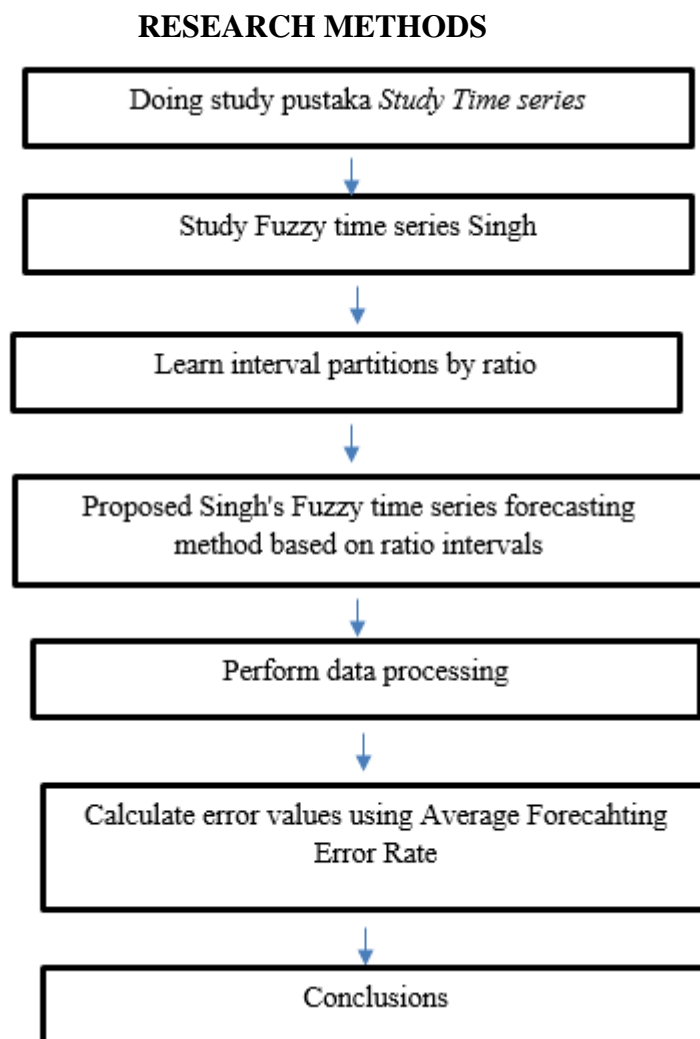 RESEARCH METHODS
Doing study pustaka Study Time series
Study Fuzzy time series Singh
Learn interval partitions by ratio
Proposed Singh's Fuzzy time series forecasting
method based on ratio intervals
Perform data processing
Calculate error values using Average Forecahting
Error Rate
Conclusions